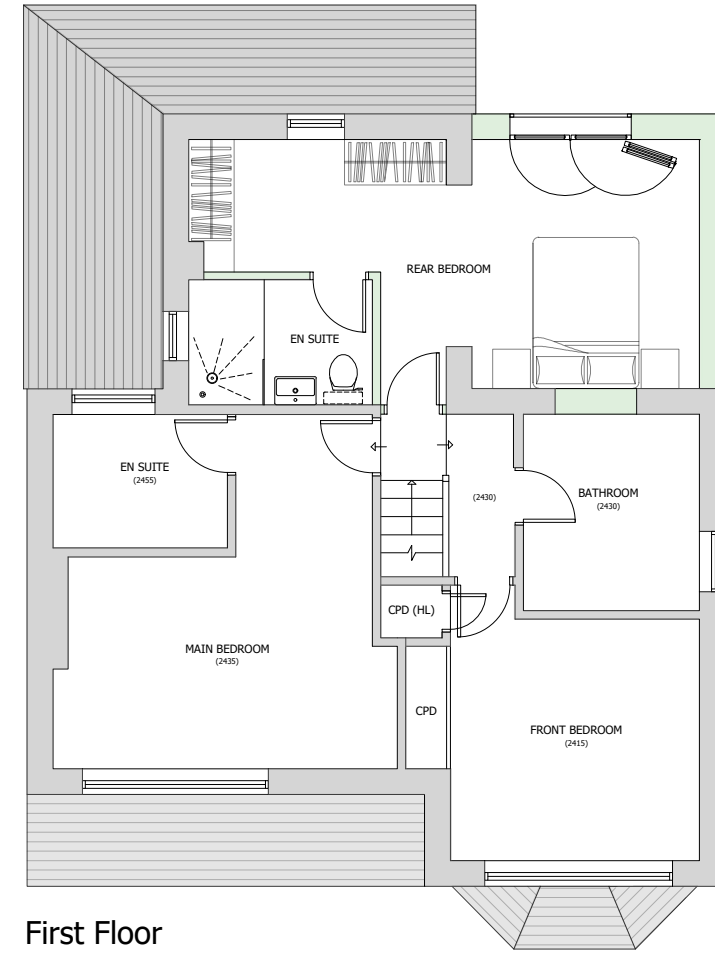 REAR BEDROOM
EN SUITE
EN SUITE
(2455)
(2430)
BATHROOM
(2430)
CPD (HL)
MAIN BEDROOM
(2435)
CPD
FRONT BEDROOM
(2415)
First Floor